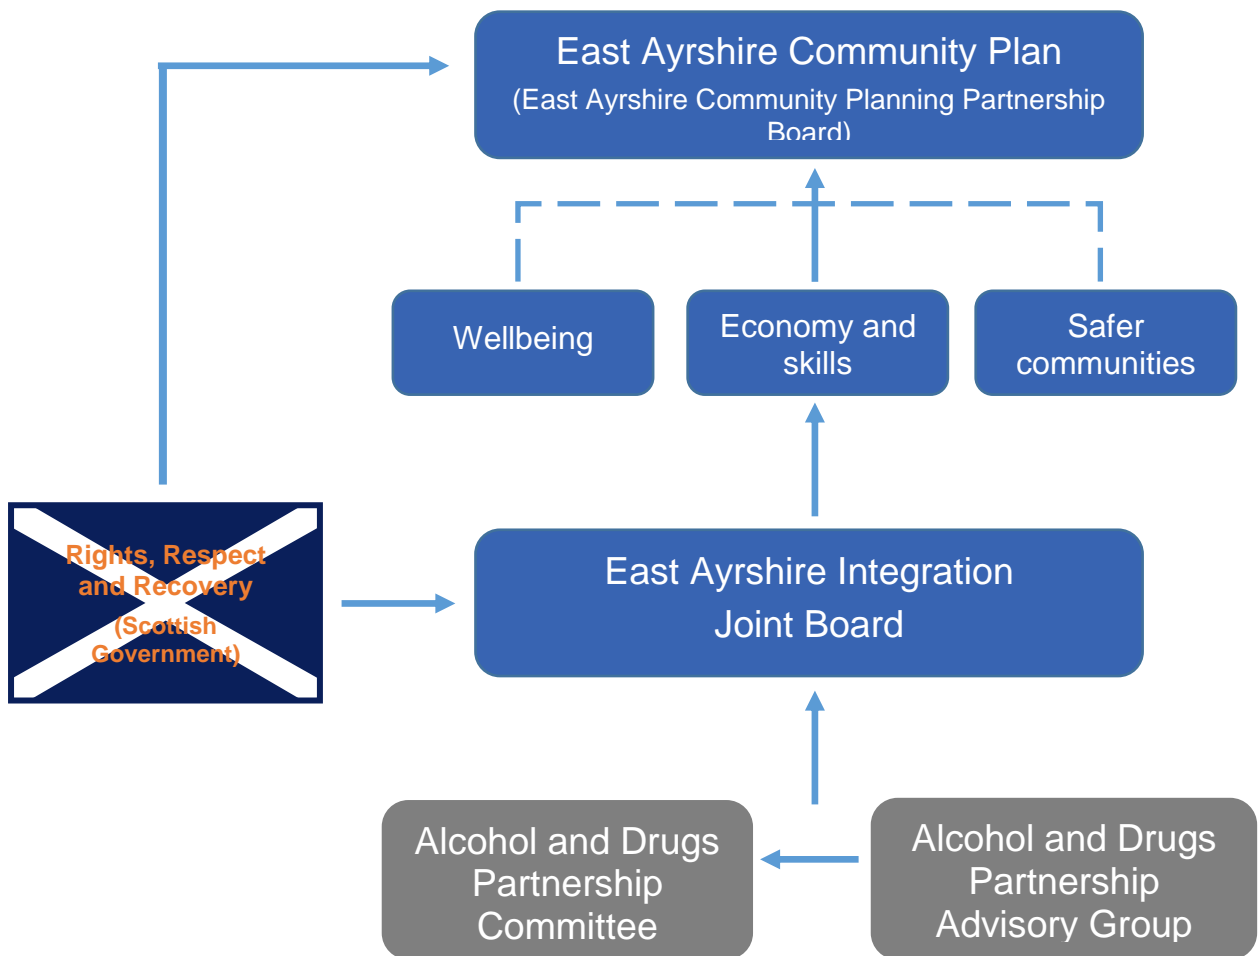 East Ayrshire Community Plan
(East Ayrshire Community Planning Partnership
Board)
Wellbeing
Economy and
skills
Safer
communities
Rights, Respect
and Recovery
(Scottish
Government)
East Ayrshire Integration
Joint Board
Alcohol and Drugs
Partnership
Committee
Alcohol and Drugs
Partnership
Advisory Group